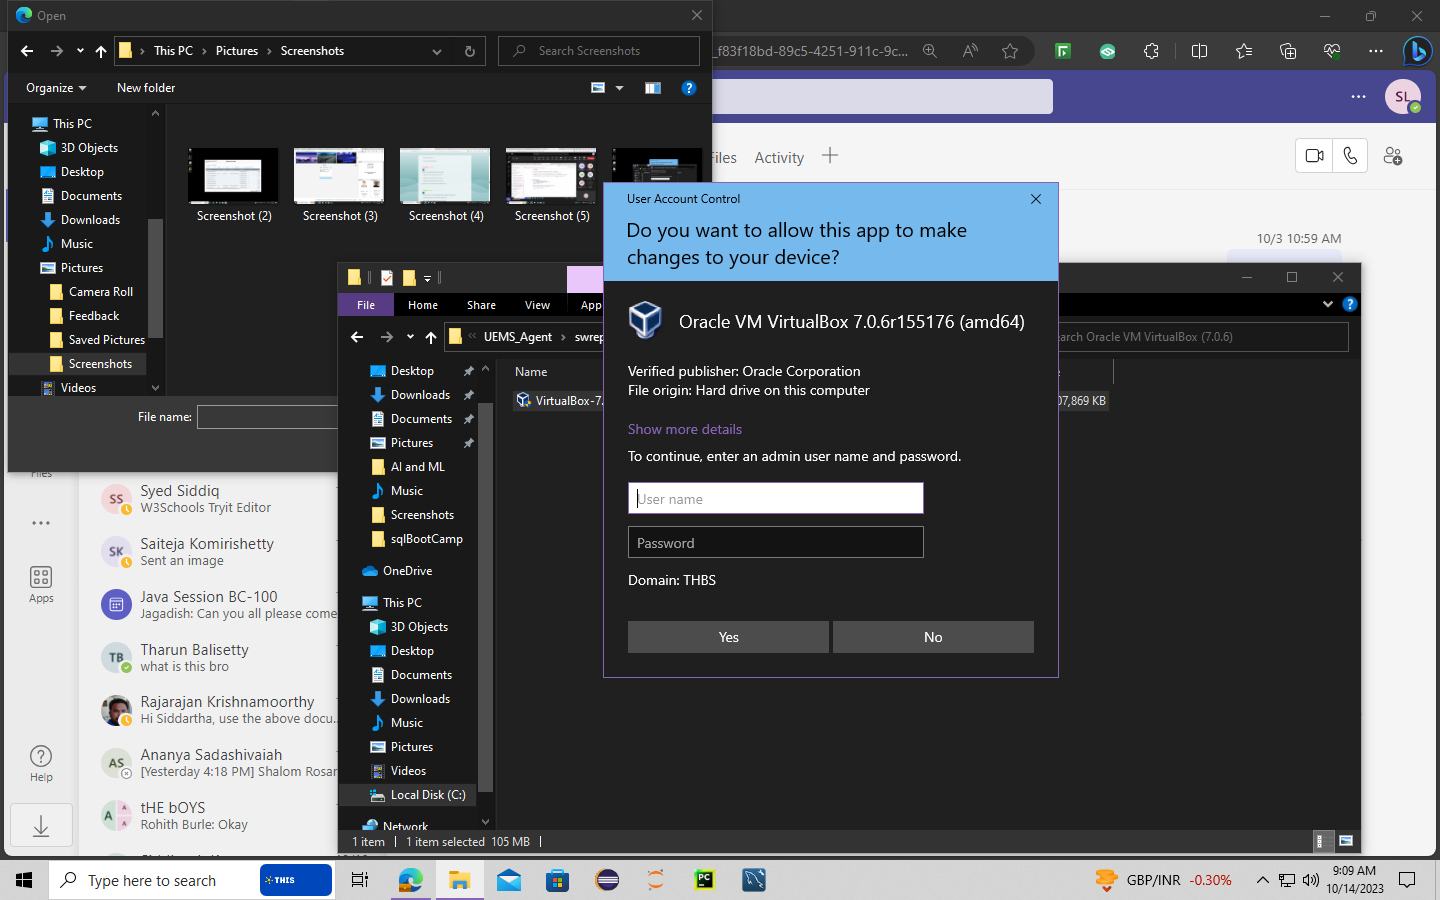 Open
This PC
Pictures
Screenshots
Search Screenshots
Organize
New folder
This PC
3D Objects
Desktop
Documents
Downloads
Music
Pictures
Camera Roll
Feedback
Saved Pictures
Screenshots
Videos
Screenshot (2)
Screenshot (3)
Screenshot (4)
Screenshot (5)
File name:
_f83f18bd-89c5-4251-911c-9c...
SL
Files
Activity
10/3 10:59 AM
User Account Control
Do you want to allow this app to make
changes to your device?
Oracle VM VirtualBox 7.0.6r155176 (amd64)
Verified publisher: Oracle Corporation
File origin: Hard drive on this computer
Show more details
To continue, enter an admin user name and password.
User name
Password
Domain: THBS
Yes
No
File
Home
Share
View
App
UEMS_Agent
swrep
earch Oracle VM VirtualBox (7.0.6)
Desktop
Downloads
Documents
Pictures
AI and ML
Music
Screenshots
sqlBootCamp
OneDrive
This PC
3D Objects
Desktop
Documents
Downloads
Music
Pictures
Videos
Local Disk (C:)
Network
Name
VirtualBox-7.
07,869 KB
1 item
1 item selected 105 MB
Files
Apps
Help
SS
Syed Siddiq
W3Schools Tryit Editor
SK
Saiteja Komirishetty
Sent an image
Java Session BC-100
Jagadish: Can you all please come
TB
Tharun Balisetty
what is this bro
Rajarajan Krishnamoorthy
Hi Siddartha, use the above docu...
AS
Ananya Sadashivaiah
[Yesterday 4:18 PM] Shalom Rosar
A
A
A
tHE bOYS
Rohith Burle: Okay
Type here to search
THIS
PC
GBP/INR -0.30%
9:09 AM
10/14/2023